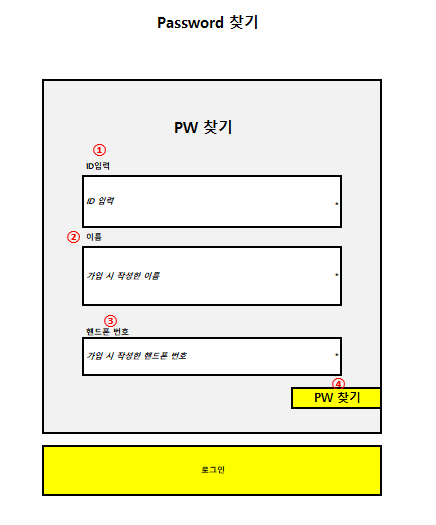 Password 찾기
PW 찾기
①
ID입력
ID 입력 *
② 이름
가입 시 작성한 이름 *
③
핸드폰 번호
가입 시 작성한 핸드폰 번호 *
④
PW 찾기
로그인